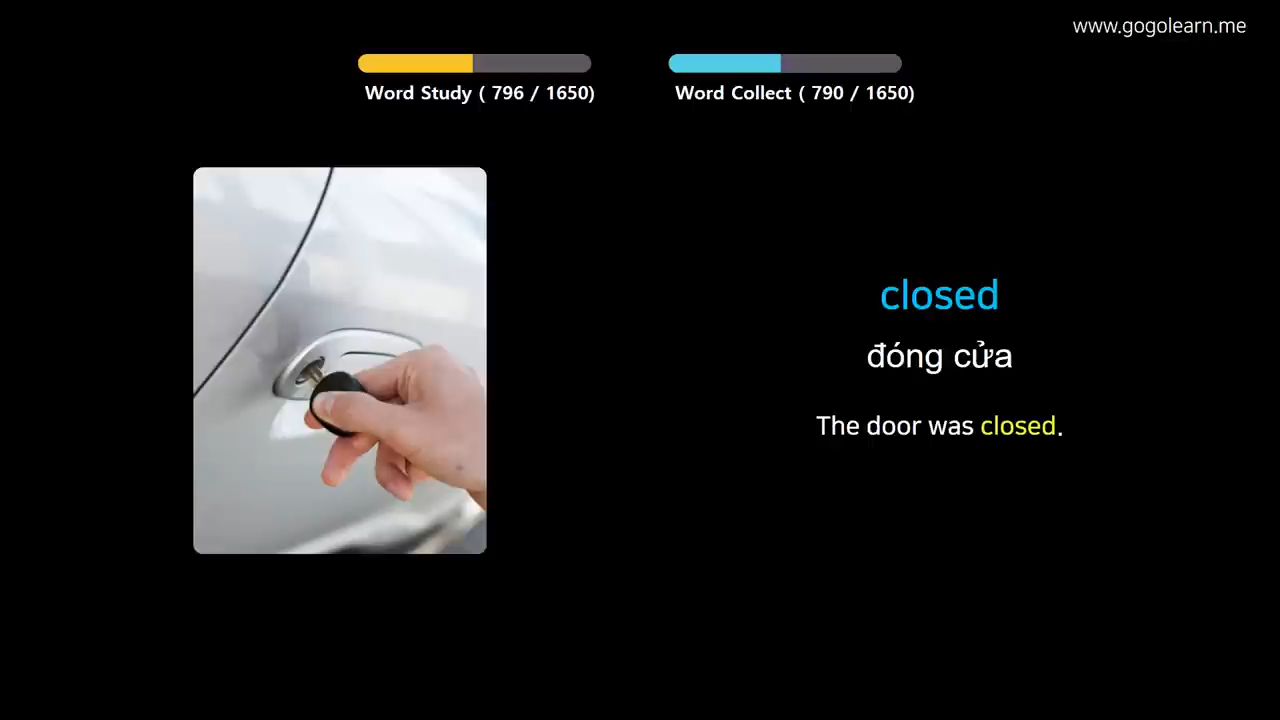 www.gogolearn.me
Word Study ( 796 / 1650)
Word Collect ( 790 / 1650)
closed
đóng cửa
The door was closed.